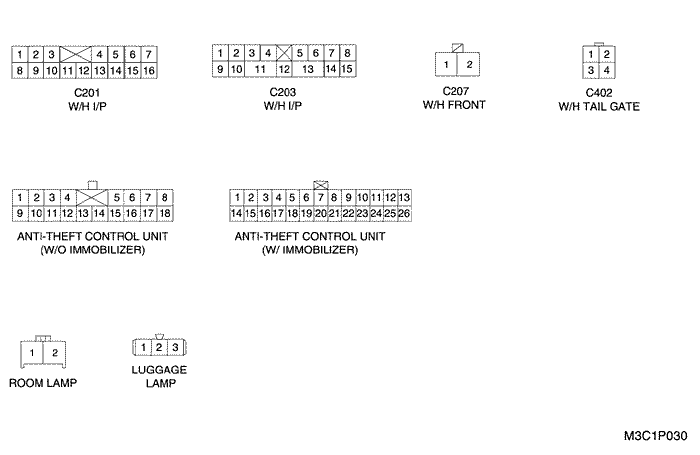 1 2 3 4 5 6 7
8 9 10 11 12 13 14 15 16
C201
W/H I/P
1 2 3 4 5 6 7 8
9 10 11 12 13 14 15
C203
W/H I/P
1 2
C207
W/H FRONT
1 2
3 4
C402
W/H TAIL GATE
1 2 3 4 5 6 7 8
9 10 11 12 13 14 15 16 17 18
ANTI-THEFT CONTROL UNIT
(W/O IMMOBILIZER)
1 2 3 4 5 6 7 8 9 10 11 12 13
14 15 16 17 18 19 20 21 22 23 24 25 26
ANTI-THEFT CONTROL UNIT
(W/ IMMOBILIZER)
1 2
ROOM LAMP
1 2 3
LUGGAGE
LAMP
M3C1P030